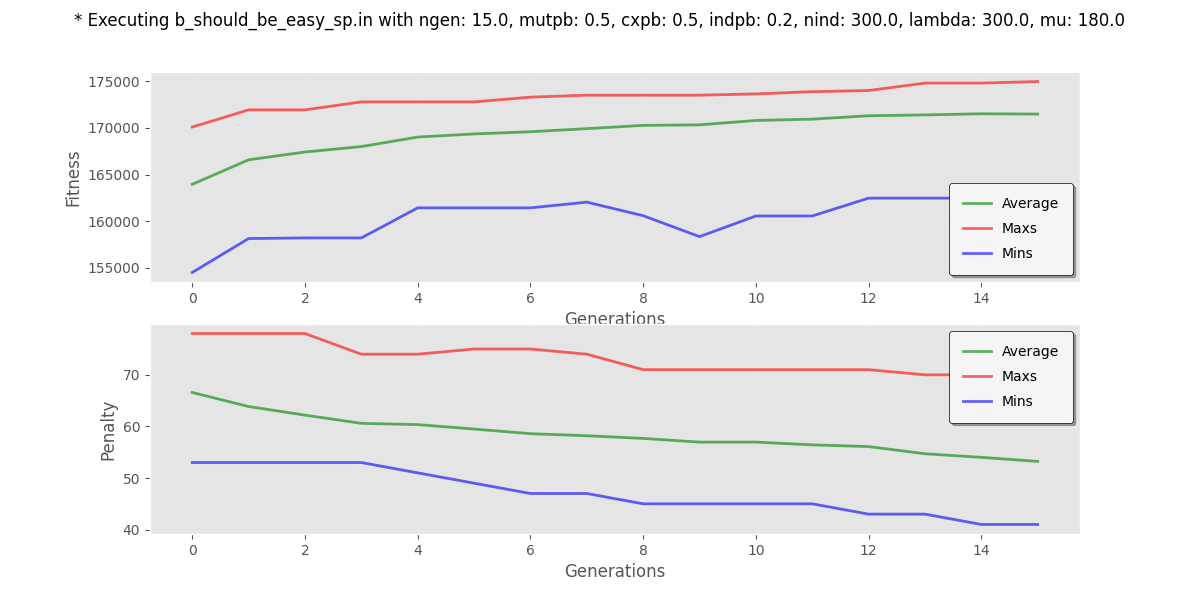 * Executing b_should_be_easy_sp.in with ngen: 15.0, mutpb: 0.5, cxpb: 0.5, indpb: 0.2, nind: 300.0, lambda: 300.0, mu: 180.0
Fitness
175000
170000
165000
160000
155000
Average
Maxs
Mins
0 2 4 6 8 10 12 14
Generations
Penalty
70
60
50
40
Average
Maxs
Mins
0 2 4 6 8 10 12 14
Generations